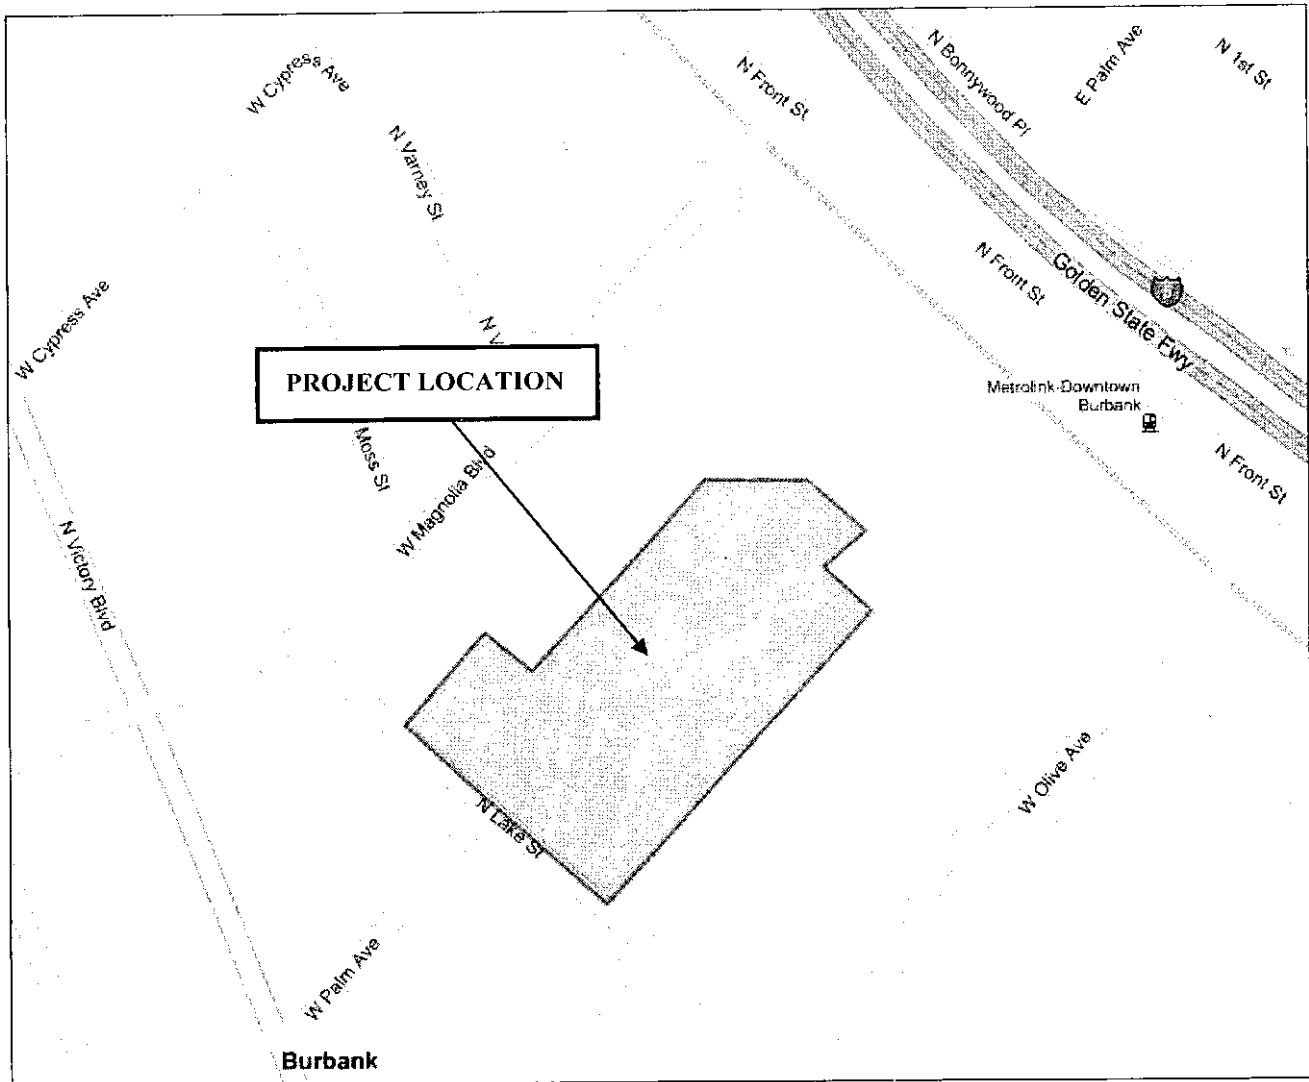 N Bonnywood Pl
E Palm Ave
N 1st St
N Front St
W Cypress Ave
N Varney St
N Front St
Golden State Fwy
W Cypress Ave
PROJECT LOCATION
Metrolink-Downtown
Burbank
Moss St
W Magnolia Blvd
N Front St
N Victory Blvd
N Lake St
W Olive Ave
W Palm Ave
Burbank